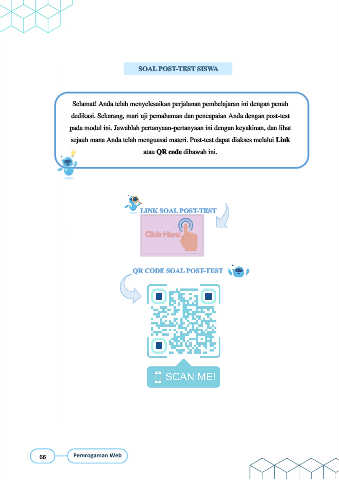 SOAL POST-TEST SISWA
Selamat! Anda telah menyelesaikan perjalanan pembelajaran ini dengan penuh
dedikasi. Sekarang, mari uji pemahaman dan pencapaian Anda dengan post-test
pada modul ini. Jawablah pertanyaan-pertanyaan ini dengan keyakinan, dan lihat
sejauh mana Anda telah menguasai materi. Post-test dapat diakses melalui Link
atau QR code dibawah ini.
LINK SOAL POST-TEST
Click Here
QR CODE SOAL POST-TEST
SCAN ME!
66
Pemrograman Web